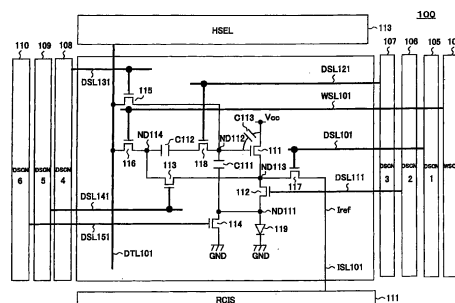 100
HSEL
113
110
109
108
107
106
105
DSL131
DSL121
115
WSL101
ND114
C112
C113
Vcc
ND112
111
DSL101
116
118
C111
ND113
DSL111
113
117
112
DSL141
ND111
DSL151
114
119
Iref
GND
GND
DTL101
ISL101
DSCN
6
DSCN
5
DSCN
4
DSCN
3
DSCN
2
DSCN
1
RCIS
111